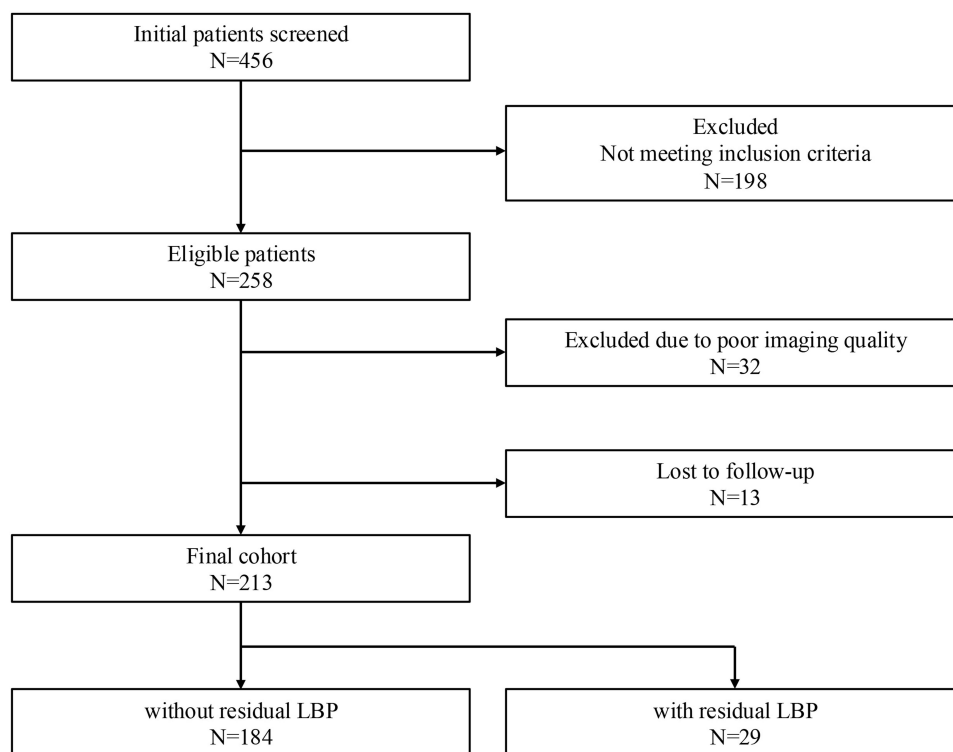 Initial patients screened
N=456
Excluded
Not meeting inclusion criteria
N=198
Eligible patients
N=258
Excluded due to poor imaging quality
N=32
Lost to follow-up
N=13
Final cohort
N=213
without residual LBP
N=184
with residual LBP
N=29